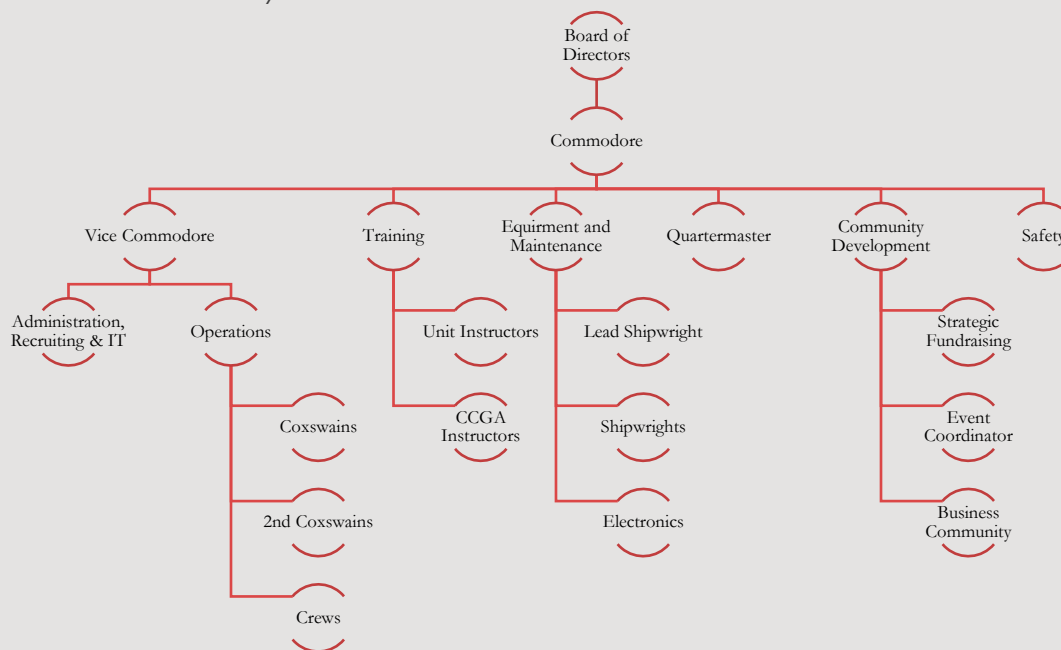 Board of
Directors
Commodore
Vice Commodore
Training
Equirment and
Maintenance
Quartermaster
Community
Development
Safety
Administration,
Recruiting & IT
Operations
Unit Instructors
Lead Shipwright
Strategic
Fundraising
Coxswains
CCGA
Instructors
Shipwrights
Event
Coordinator
2nd Coxswains
Electronics
Business
Community
Crews